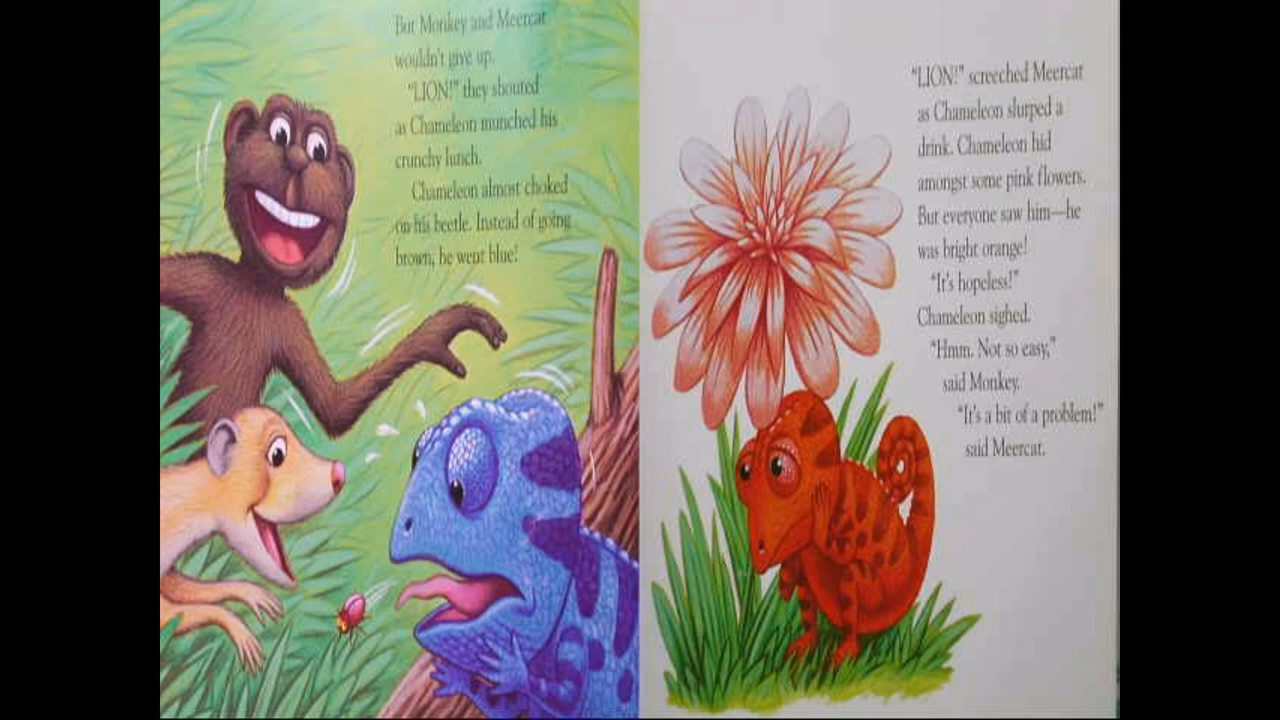 But Monkey and Meercat
wouldn't give up.
"LION!" they shouted
as Chameleon munched his
crunchy lunch.
Chameleon almost choked
on his beetle. Instead of going
brown, he went blue!
"LION!" screeched Meercat
as Chameleon slurped a
drink. Chameleon hid
amongst some pink flowers.
But everyone saw him—he
was bright orange!
"It's hopeless!"
Chameleon sighed.
"Hmm. Not so easy,"
said Monkey.
"It's a bit of a problem!"
said Meercat.